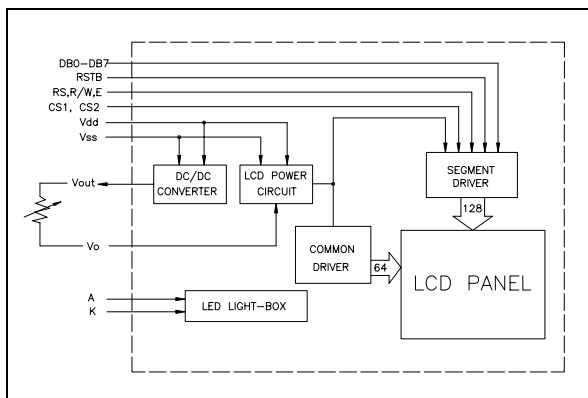 DB0-DB7
RSTB
RS,R/W,E
CS1, CS2
Vdd
Vss
Vout
DC/DC
CONVERTER
LCD POWER
CIRCUIT
SEGMENT
DRIVER
128
Vo
COMMON
DRIVER
64
LCD PANEL
A
K
LED LIGHT-BOX